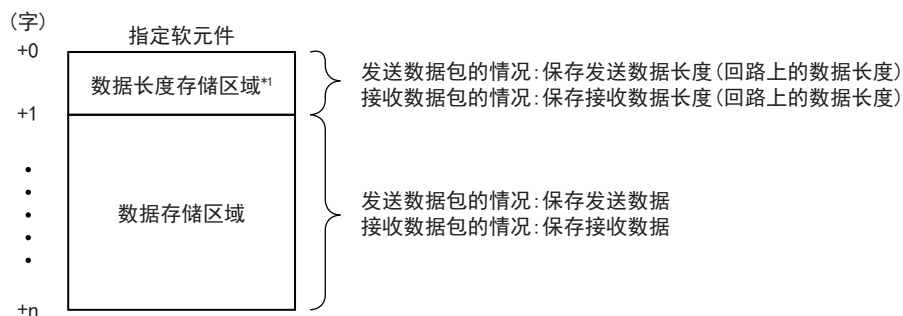 (字)
指定软元件
+0
数据长度存储区域*1
发送数据包的情况:保存发送数据长度(回路上的数据长度)
接收数据包的情况:保存接收数据长度(回路上的数据长度)
+1
数据存储区域
发送数据包的情况:保存发送数据
接收数据包的情况:保存接收数据
+n